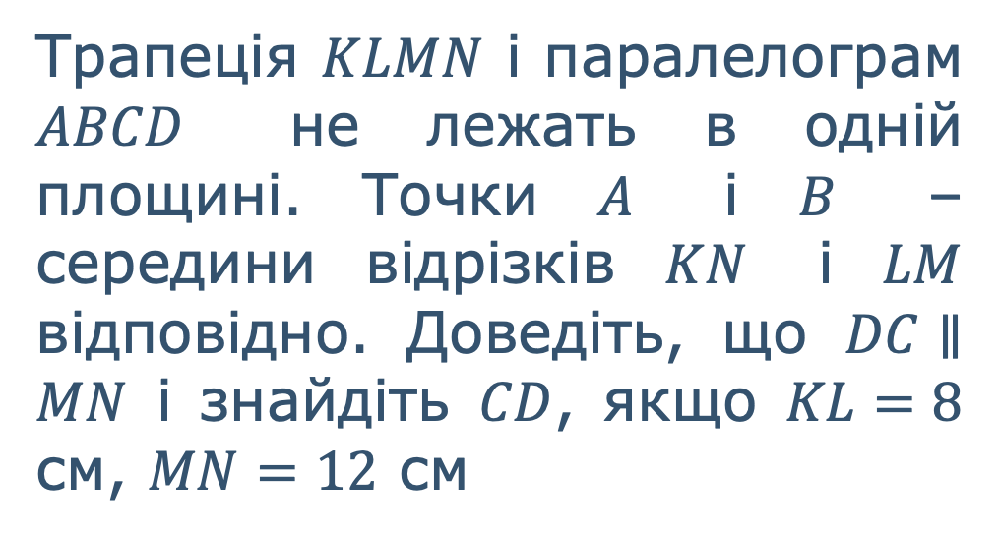 Трапеція KLMN і паралелограм
ABCD не лежать в одній
площині. Точки A і B –
середини відрізків KN і LM
відповідно. Доведіть, що DC ∥
MN і знайдіть CD, якщо KL = 8
см, MN = 12 см